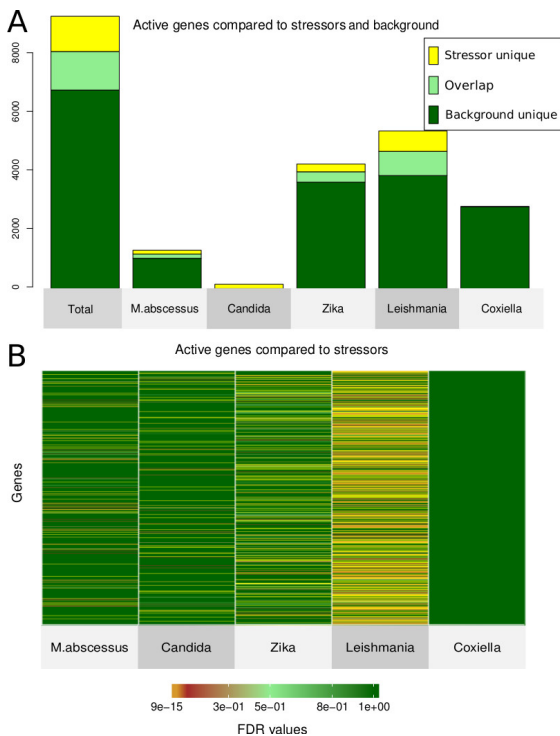 A
Active genes compared to stressors and background
Stressor unique
Overlap
Background unique
8000
6000
4000
2000
0
Total M.abscessus Candida Zika Leishmania Coxiella
B
Active genes compared to stressors
Genes
M.abscessus Candida Zika Leishmania Coxiella
9e−15 3e−01 5e−01 8e−01 1e+00
FDR values